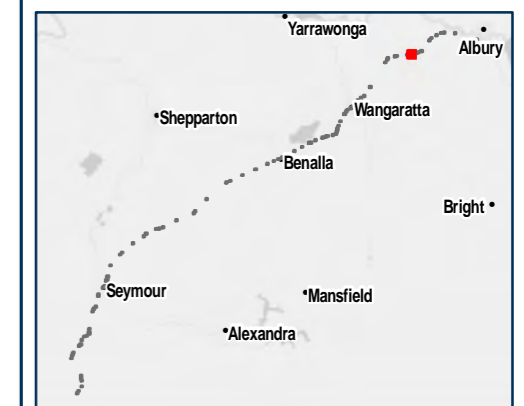 Yarrawonga
Albury
Wangaratta
Shepparton
Benalla
Bright
Seymour
Mansfield
Alexandra